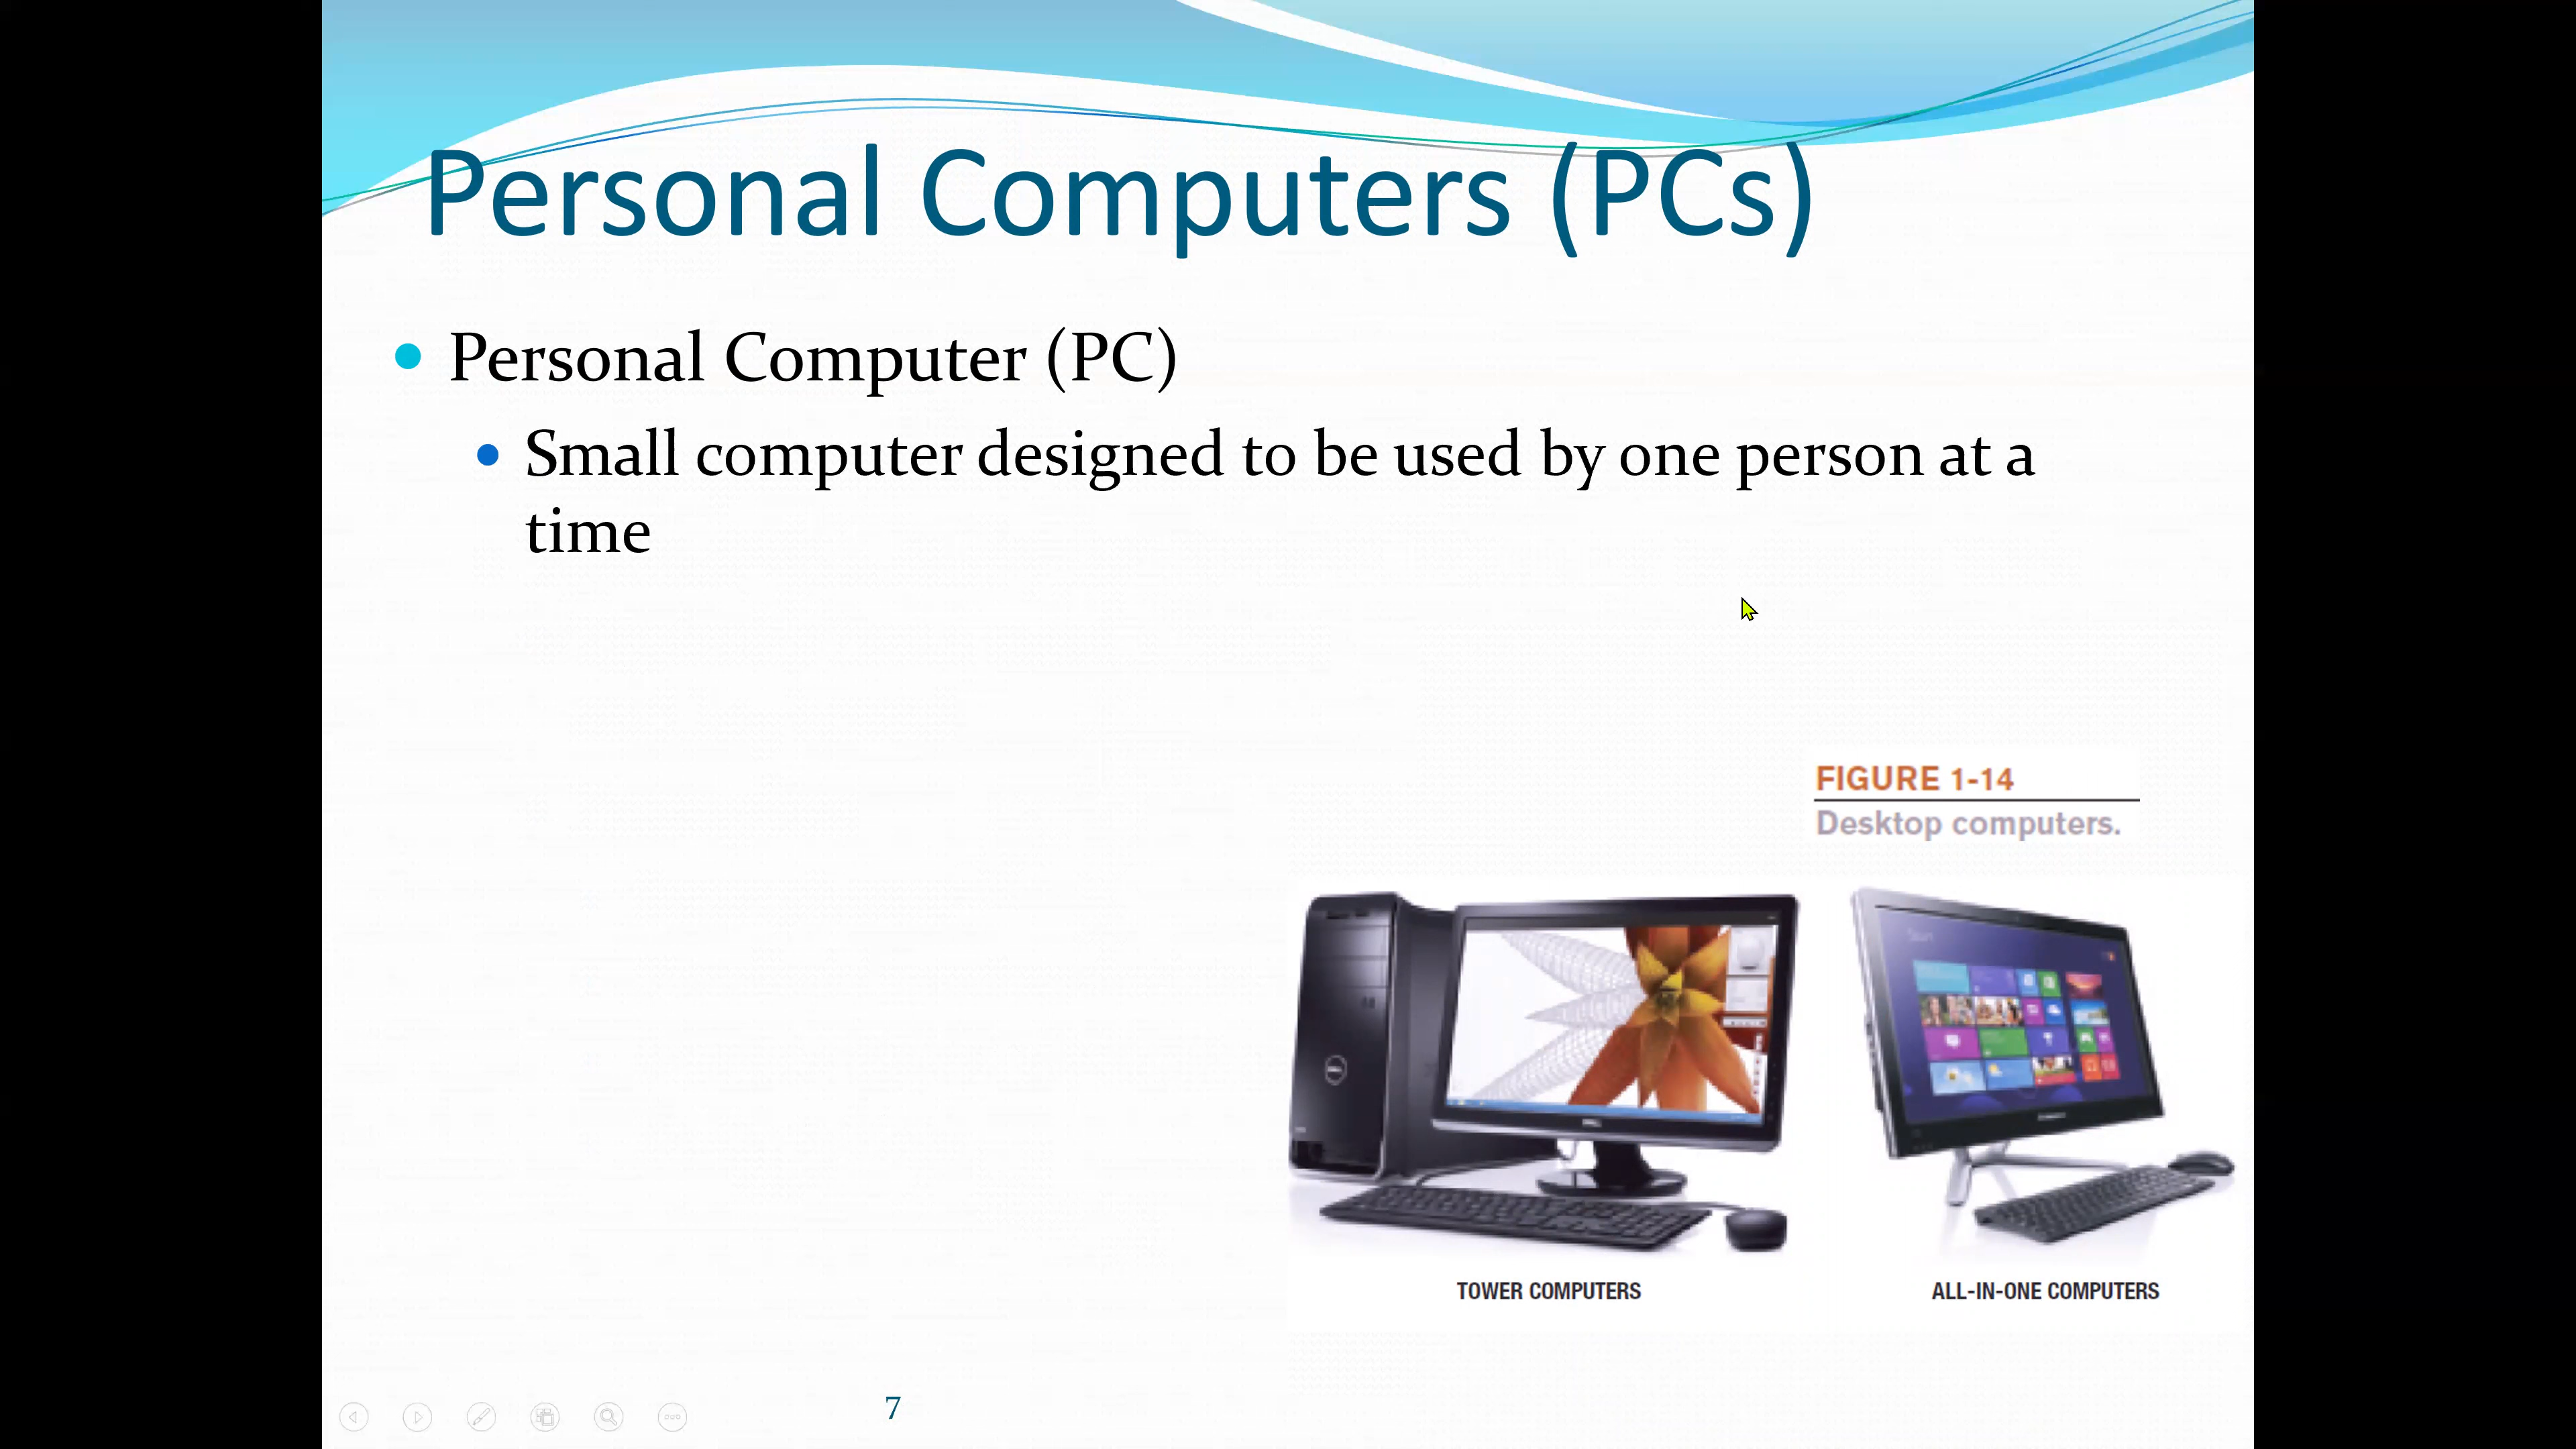 Personal Computers (PCs)
Personal Computer (PC)
Small computer designed to be used by one person at a
time
FIGURE 1-14
Desktop computers.
TOWER COMPUTERS
ALL-IN-ONE COMPUTERS
7